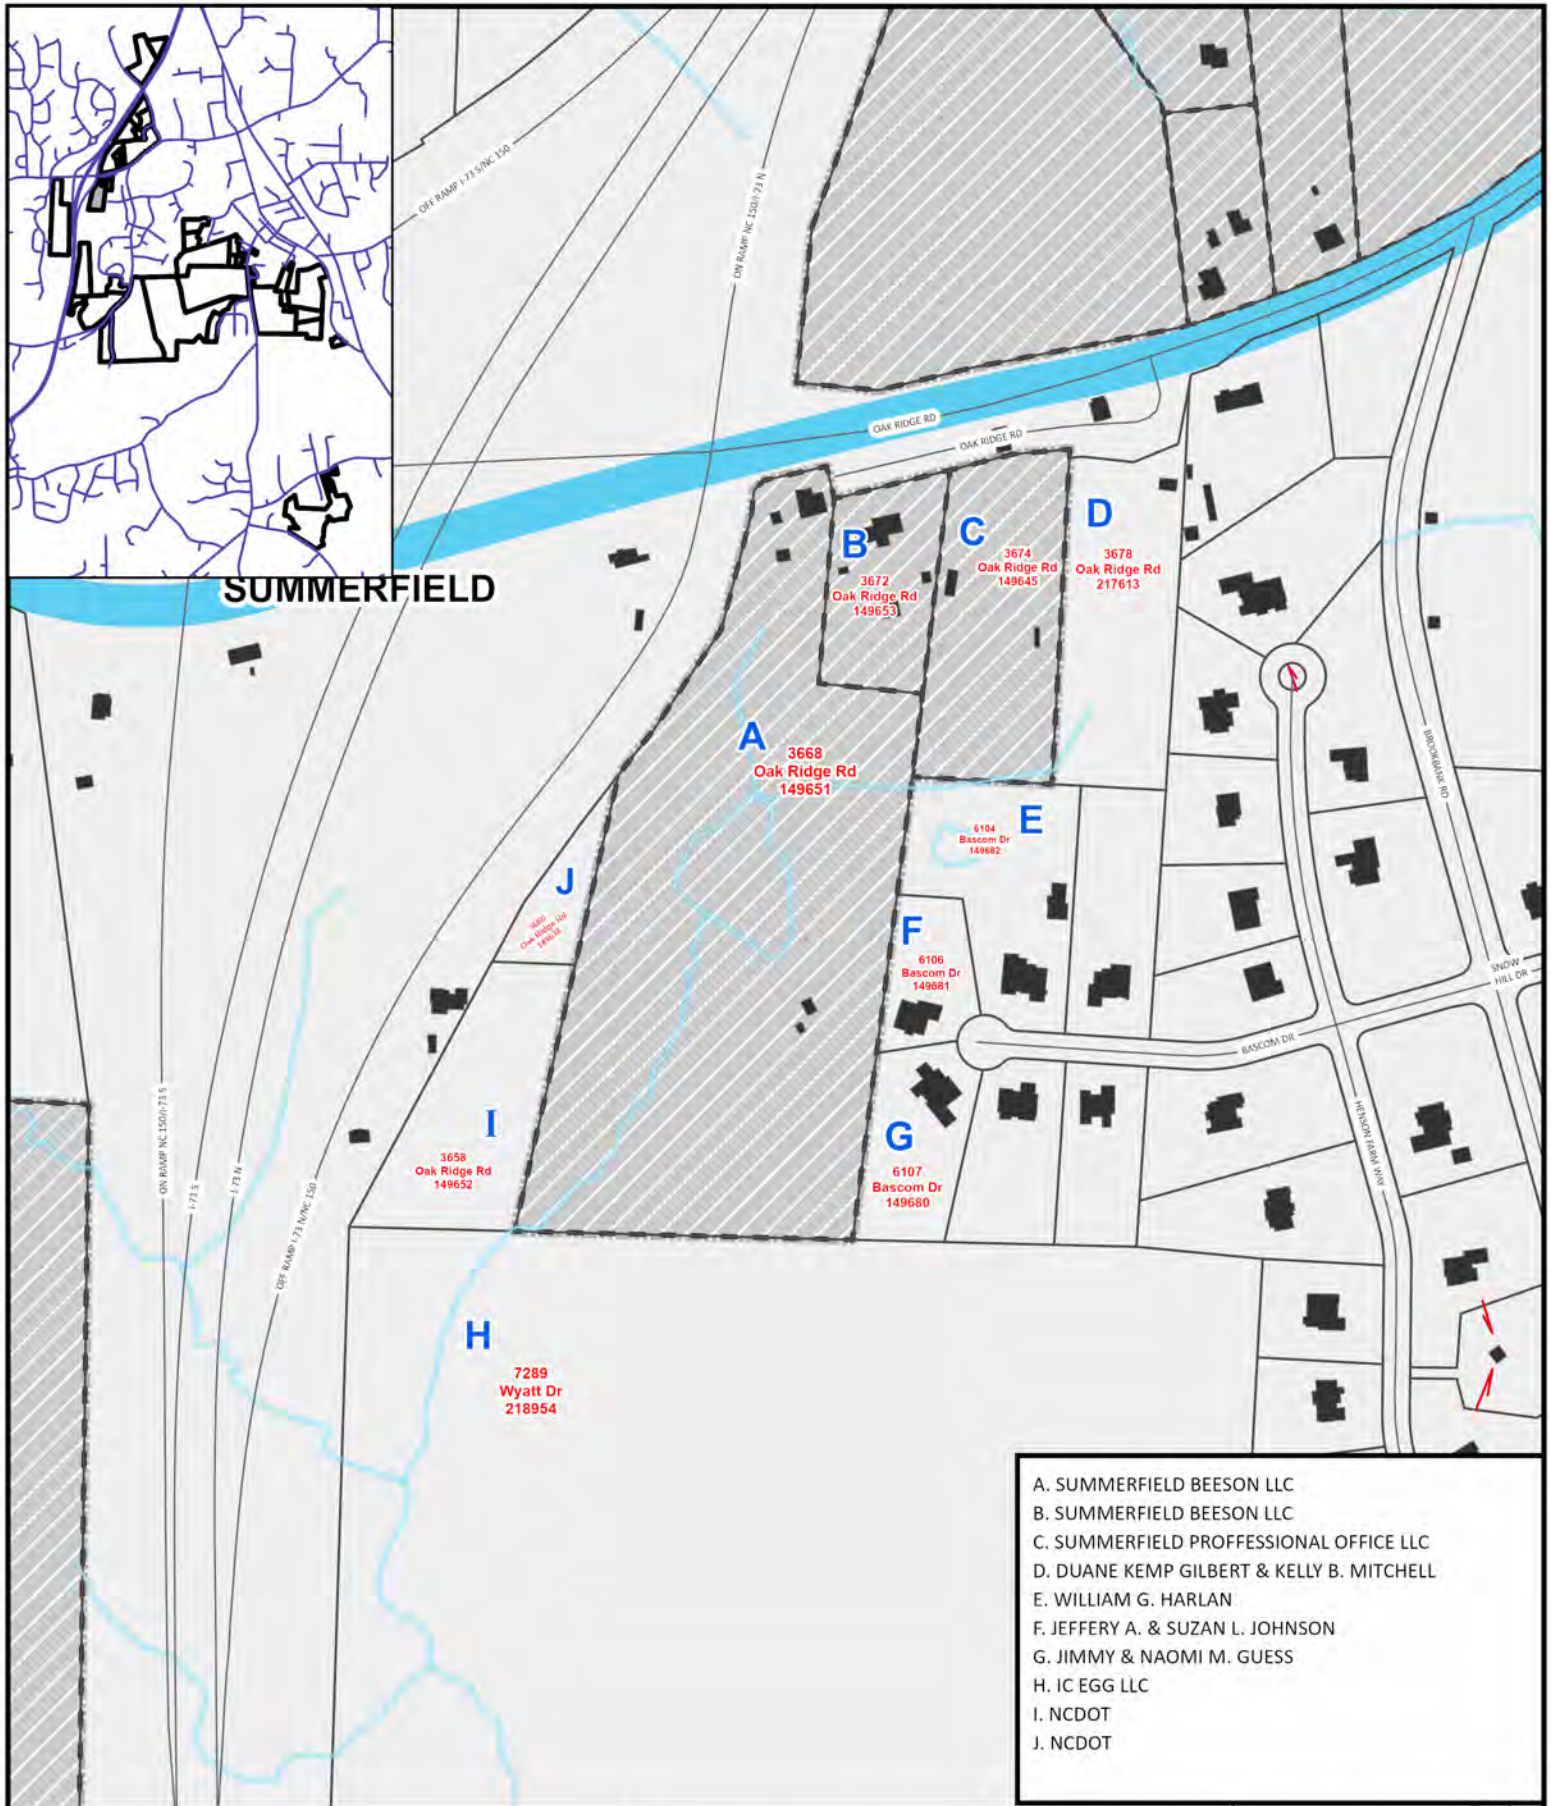 OFF RAMP I-73 S/NC 150
ON RAMP NC 150/I-73 N
OAK RIDGE RD
OAK RIDGE RD
SUMMERFIELD
B
3672
Oak Ridge Rd
149653
C
3674
Oak Ridge Rd
149645
D
3678
Oak Ridge Rd
217613
A
3668
Oak Ridge Rd
149651
E
6104
Bascom Dr
149682
J
Oak Ridge Rd
F
6106
Bascom Dr
149681
BROOKBANK RD
SNOW
HILL DR
BASCOM DR
HENSON FARM WAY
I
3658
Oak Ridge Rd
149652
G
6107
Bascom Dr
149680
ON RAMP NC 150/I-73 S
I-73 S
I-73 N
OFF RAMP I-73 N/NC 150
H
7289
Wyatt Dr
218954
A. SUMMERFIELD BEESON LLC
B. SUMMERFIELD BEESON LLC
C. SUMMERFIELD PROFFESSIONAL OFFICE LLC
D. DUANE KEMP GILBERT & KELLY B. MITCHELL
E. WILLIAM G. HARLAN
F. JEFFERY A. & SUZAN L. JOHNSON
G. JIMMY & NAOMI M. GUESS
H. IC EGG LLC
I. NCDOT
J. NCDOT